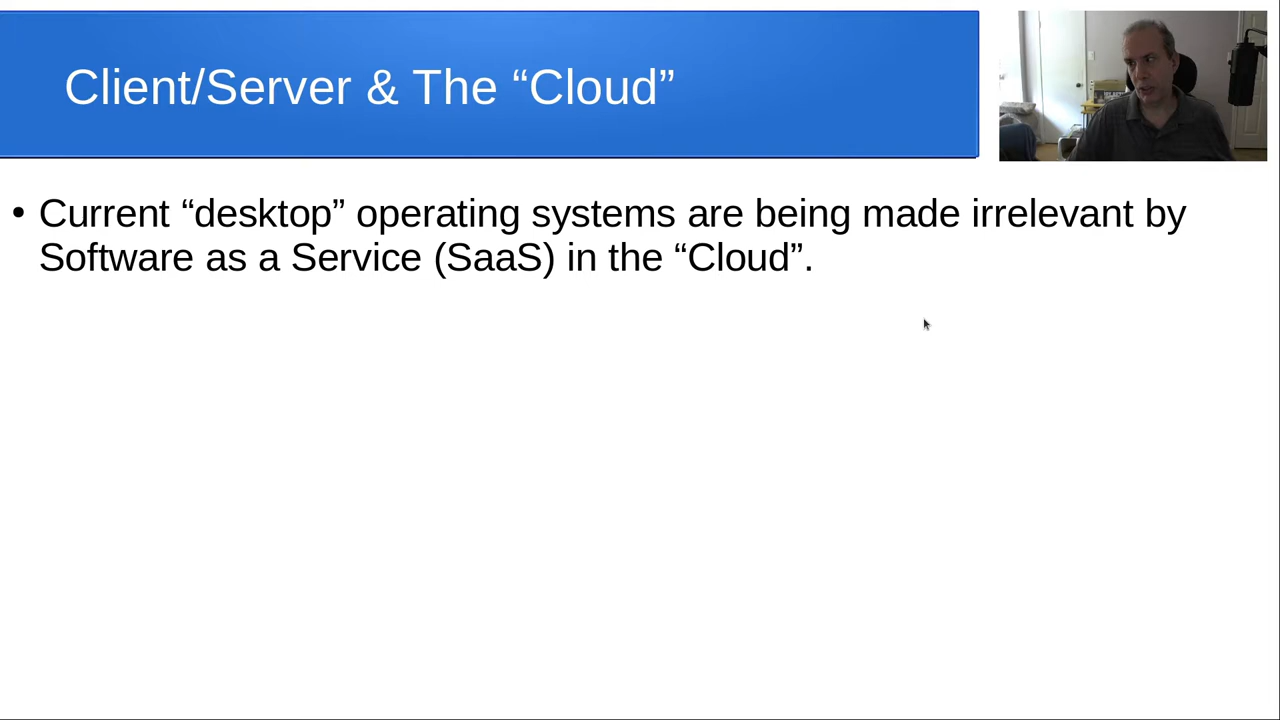 Client/Server & The “Cloud”
• Current “desktop” operating systems are being made irrelevant by
Software as a Service (SaaS) in the “Cloud”.